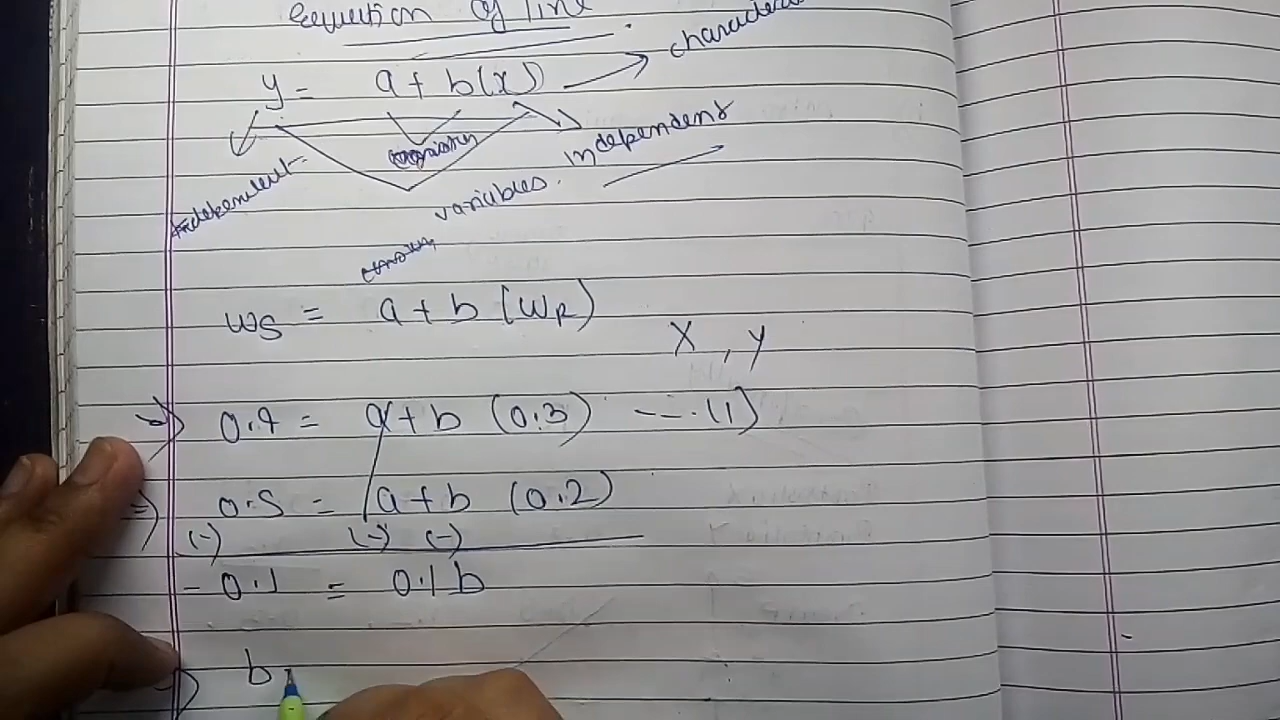 Equation of line
y = a + b(x)
independent
variables.
ws = a + b (wR)
X , Y
0.4 = a + b (0.3) --- (1)
0.5 = a + b (0.2)
(-) (-) (-)
- 0.1 = 0.1 b
b